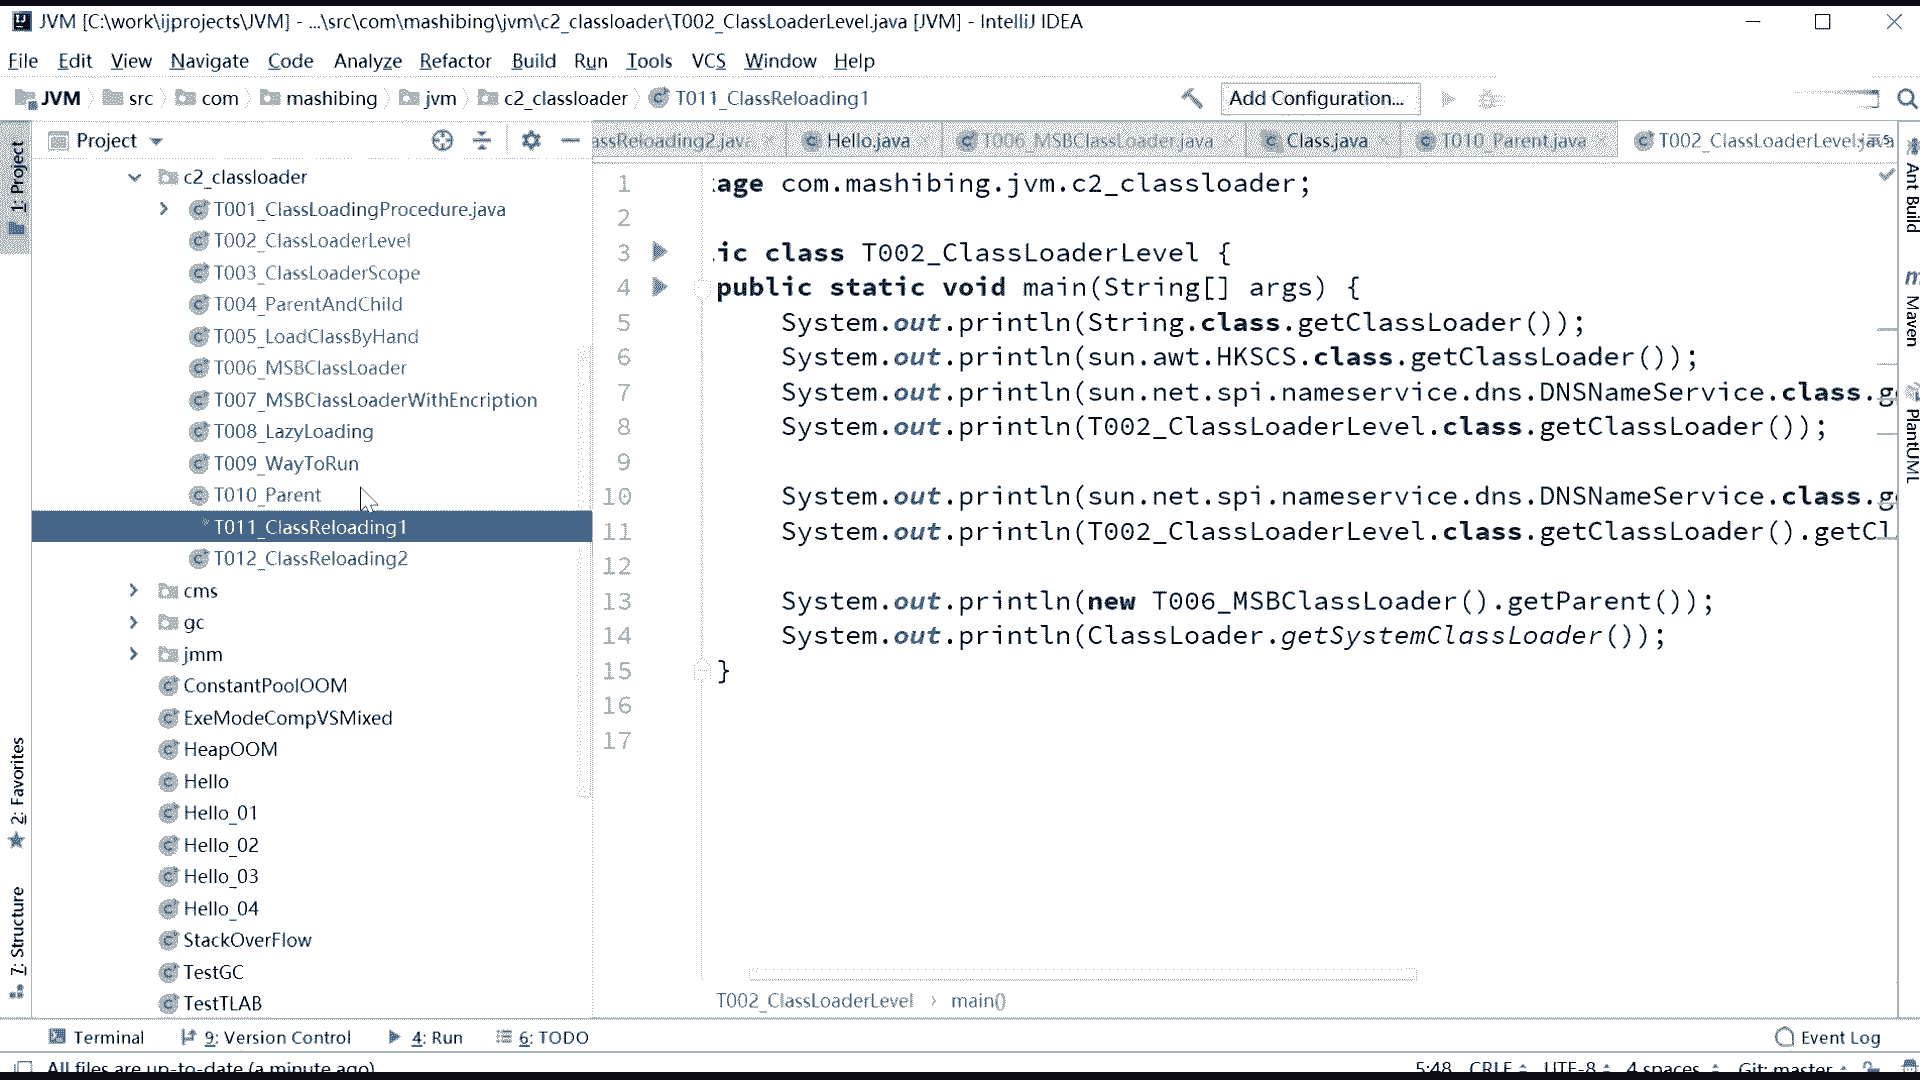 JVM [C:\work\ijprojects\JVM] - ...\src\com\mashibing\jvm\c2_classloader\T002_ClassLoaderLevel.java [JVM] - IntelliJ IDEA
File Edit View Navigate Code Analyze Refactor Build Run Tools VCS Window Help
JVM src com mashibing jvm c2_classloader T011_ClassReloading1 Add Configuration...
Project
assReloading2.java Hello.java T006_MSBClassLoader.java Class.java T010_Parent.java T002_ClassLoaderLevel.java
1: Project
2: Favorites
7: Structure
c2_classloader
T001_ClassLoadingProcedure.java
T002_ClassLoaderLevel
T003_ClassLoaderScope
T004_ParentAndChild
T005_LoadClassByHand
T006_MSBClassLoader
T007_MSBClassLoaderWithEncription
T008_LazyLoading
T009_WayToRun
T010_Parent
T011_ClassReloading1
T012_ClassReloading2
cms
gc
jmm
ConstantPoolOOM
ExeModeCompVSMixed
HeapOOM
Hello
Hello_01
Hello_02
Hello_03
Hello_04
StackOverFlow
TestGC
TestTLAB
1 age com.mashibing.jvm.c2_classloader;
2
3 ic class T002_ClassLoaderLevel {
4 public static void main(String[] args) {
5 System.out.println(String.class.getClassLoader());
6 System.out.println(sun.awt.HKSCS.class.getClassLoader());
7 System.out.println(sun.net.spi.nameservice.dns.DNSNameService.class.g
8 System.out.println(T002_ClassLoaderLevel.class.getClassLoader());
9
10 System.out.println(sun.net.spi.nameservice.dns.DNSNameService.class.g
11 System.out.println(T002_ClassLoaderLevel.class.getClassLoader().getCl
12
13 System.out.println(new T006_MSBClassLoader().getParent());
14 System.out.println(ClassLoader.getSystemClassLoader());
15 }
16
17
T002_ClassLoaderLevel main()
Ant Build
Maven
PlantUML
Terminal 9: Version Control 4: Run 6: TODO Event Log
All files are up-to-date (a minute ago) 5:48 CRLF UTF-8 4 spaces Git: master